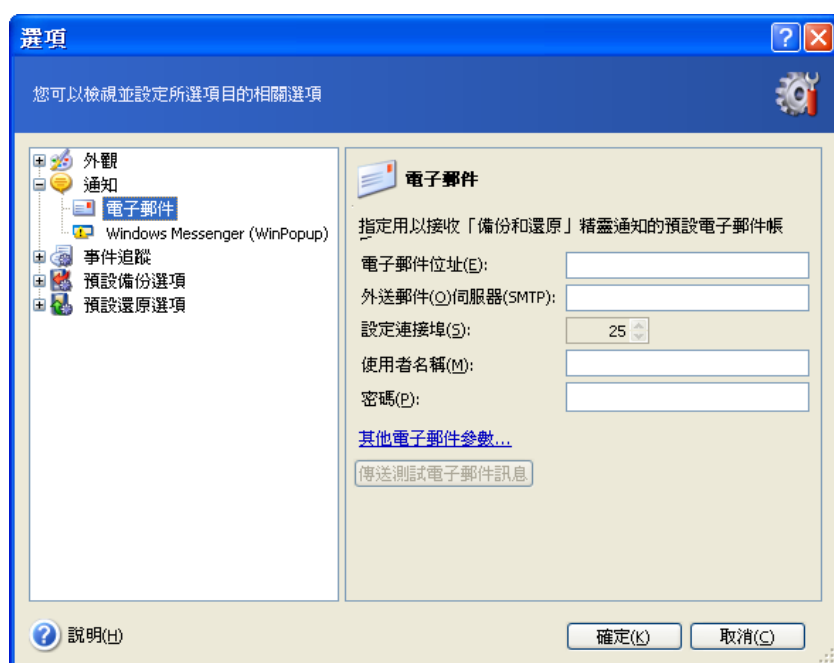 選項
您可以檢視並設定所選項目的相關選項
外觀
通知
電子郵件
Windows Messenger (WinPopup)
事件追蹤
預設備份選項
預設還原選項
電子郵件
指定用以接收「備份和還原」精靈通知的預設電子郵件帳
電子郵件位址(E):
外送郵件(O)伺服器(SMTP):
設定連接埠(S):
25
使用者名稱(M):
密碼(P):
其他電子郵件參數...
傳送測試電子郵件訊息
說明(H)
確定(K)
取消(C)